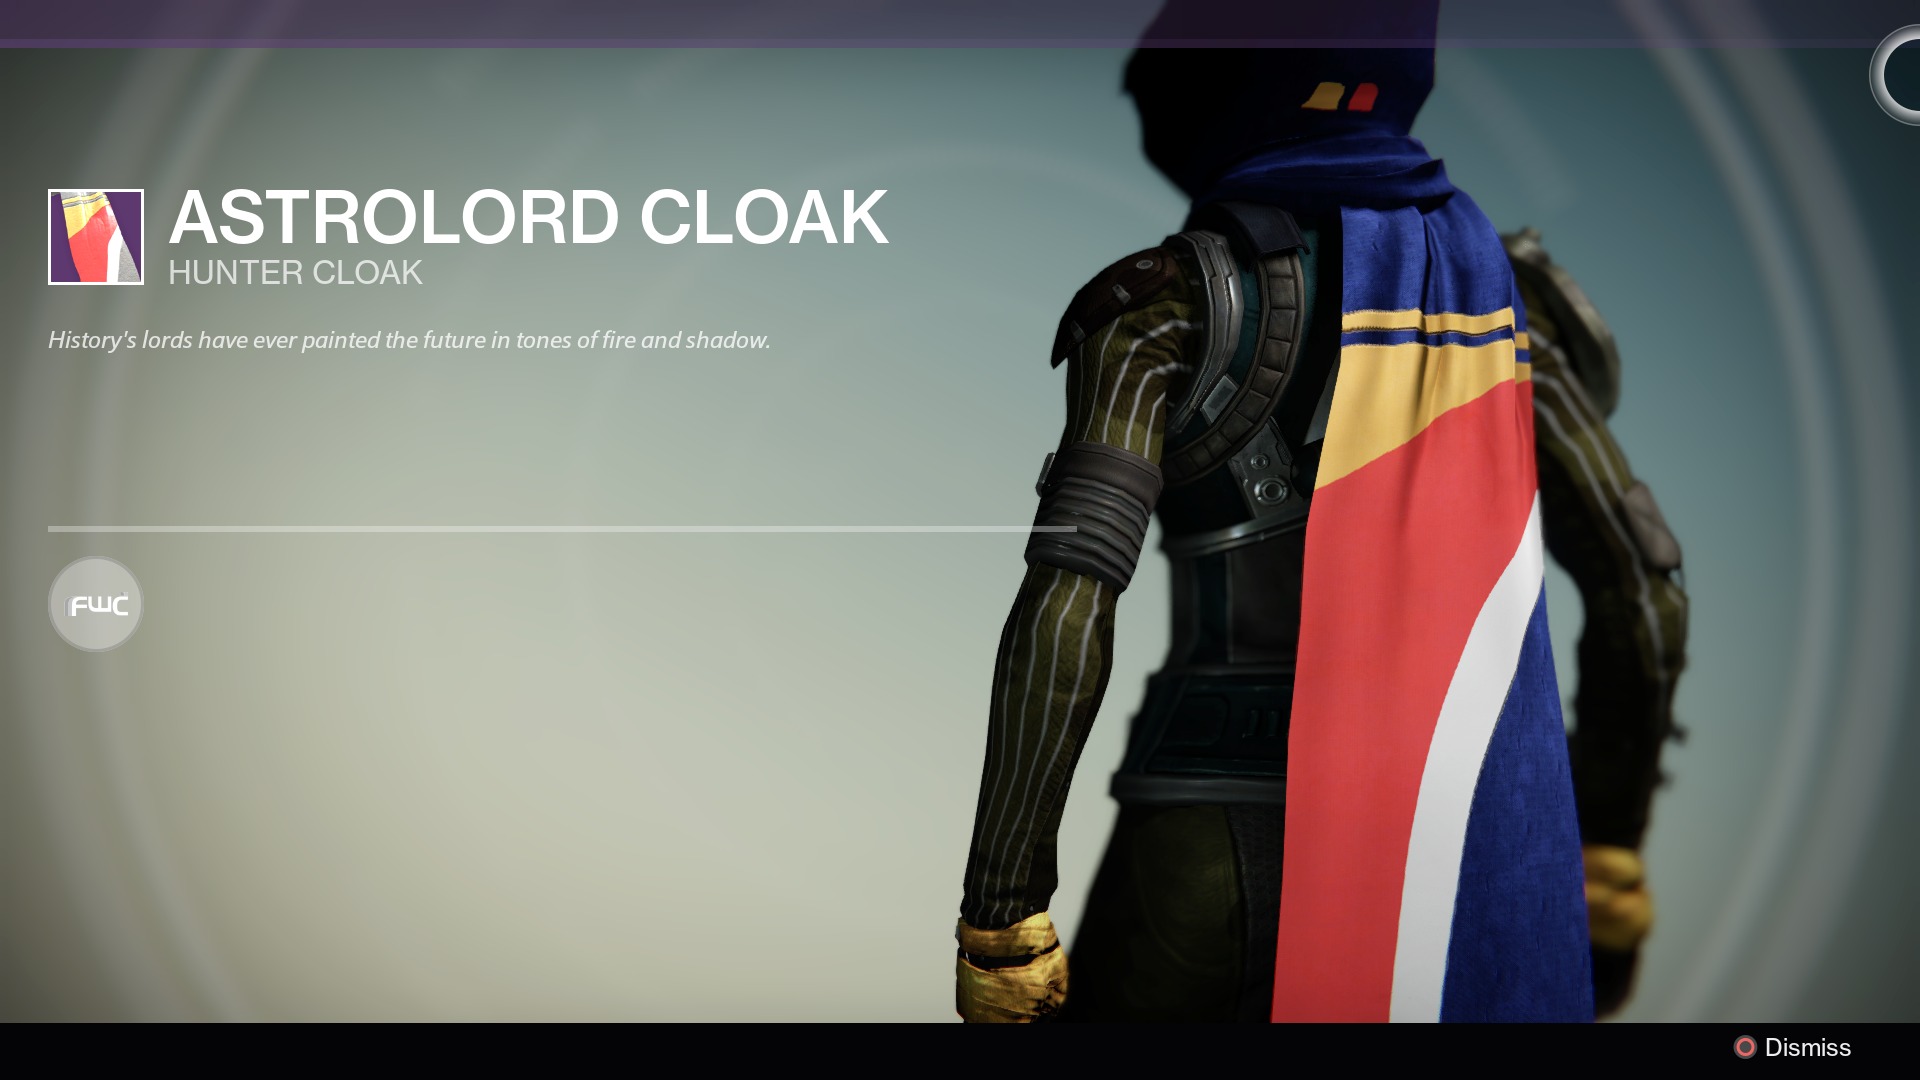 ASTROLORD CLOAK
HUNTER CLOAK
History's lords have ever painted the future in tones of fire and shadow.
FWC
Dismiss